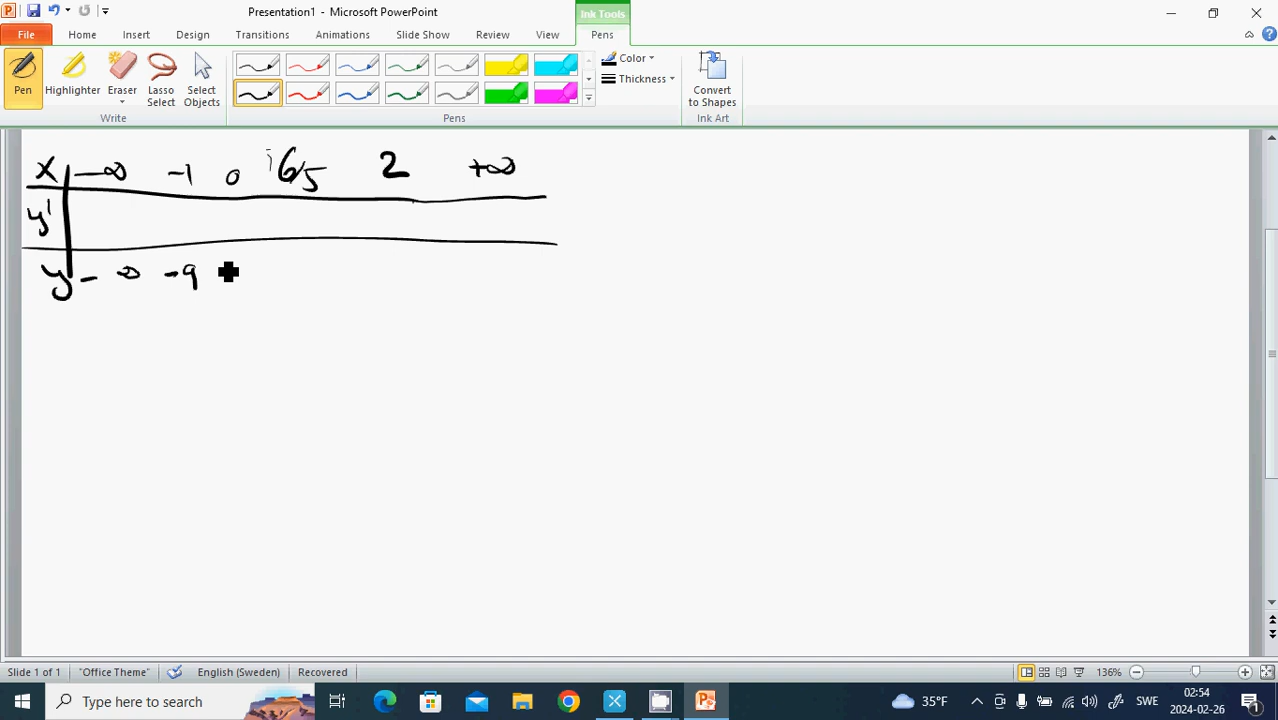 Presentation1 - Microsoft PowerPoint
Ink Tools
File Home Insert Design Transitions Animations Slide Show Review View Pens
Pen Highlighter Eraser Lasso Select Select Objects
Color
Thickness
Convert to Shapes
Write Pens Ink Art
x -∞ -1 0 6/5 2 +∞
y'
y -∞ -9
Slide 1 of 1 "Office Theme" English (Sweden) Recovered 136%
Type here to search 35°F SWE 02:54
2024-02-26 1